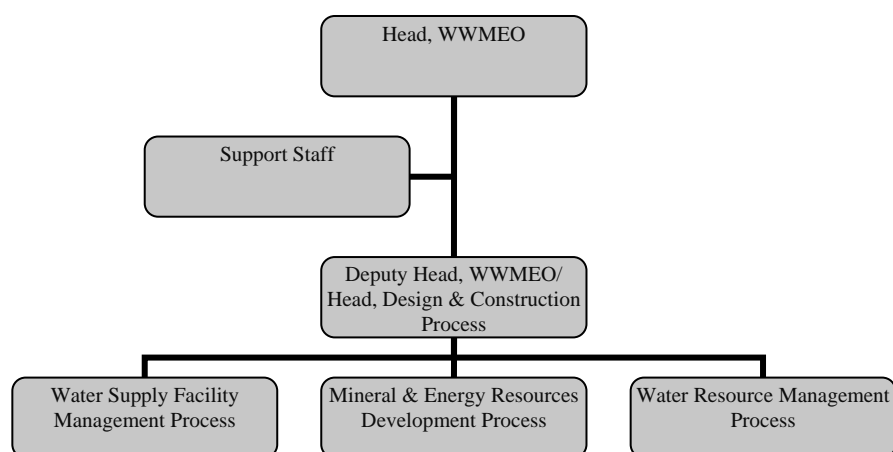 Head, WWMEO
Support Staff
Deputy Head, WWMEO/
Head, Design & Construction
Process
Water Supply Facility
Management Process
Mineral & Energy Resources
Development Process
Water Resource Management
Process